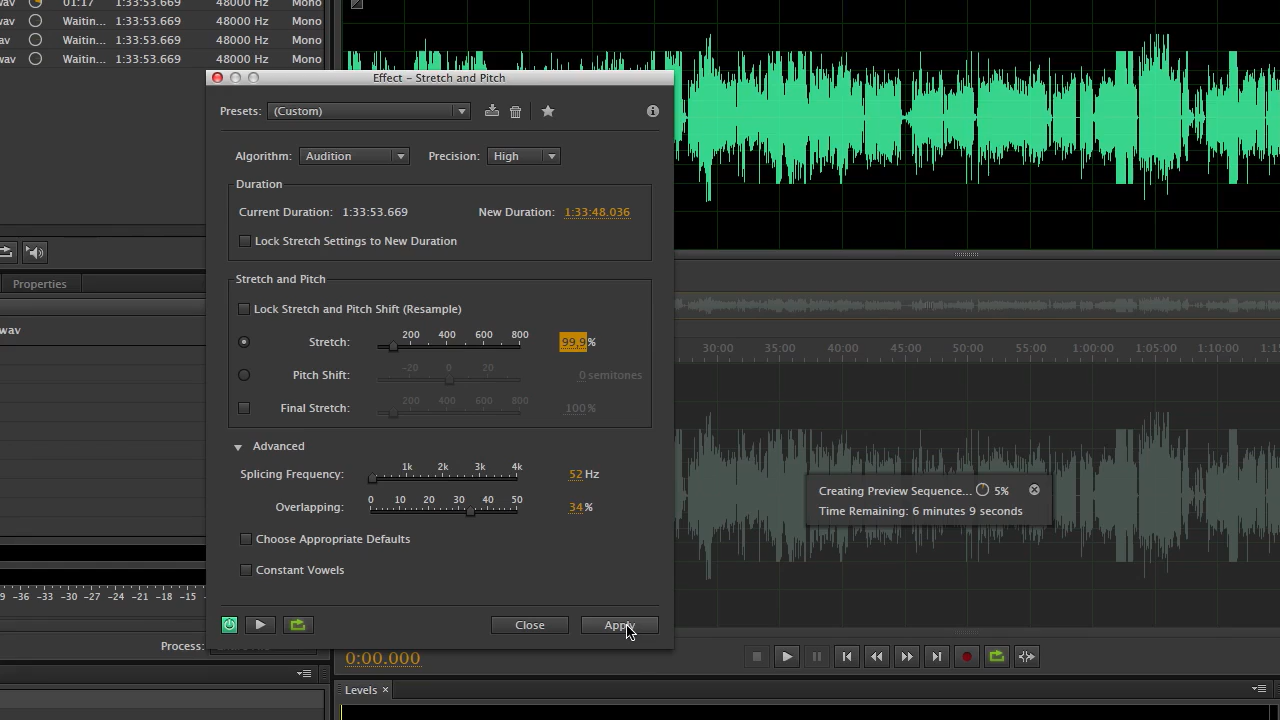 wav 01:17 1:33:53.669 48000 Hz Mono
wav Waitin... 1:33:53.669 48000 Hz Mono
wav Waitin... 1:33:53.669 48000 Hz Mono
wav Waitin... 1:33:53.669 48000 Hz Mono
Effect – Stretch and Pitch
Presets: (Custom)
Algorithm: Audition Precision: High
Duration
Current Duration: 1:33:53.669 New Duration: 1:33:48.036
Lock Stretch Settings to New Duration
Properties
Stretch and Pitch
Lock Stretch and Pitch Shift (Resample)
wav
200 400 600 800
Stretch: 99,9 %
-20 0 20
Pitch Shift: 0 semitones
200 400 600 800
Final Stretch: 100 %
30:00 35:00 40:00 45:00 50:00 55:00 1:00:00 1:05:00 1:10:00 1:15
Advanced
1k 2k 3k 4k
Splicing Frequency: 52 Hz
0 10 20 30 40 50
Overlapping: 34 %
Choose Appropriate Defaults
Constant Vowels
Creating Preview Sequence... 5%
Time Remaining: 6 minutes 9 seconds
-36 -33 -30 -27 -24 -21 -18 -15
Close Apply
Process:
0:00.000
Levels ×